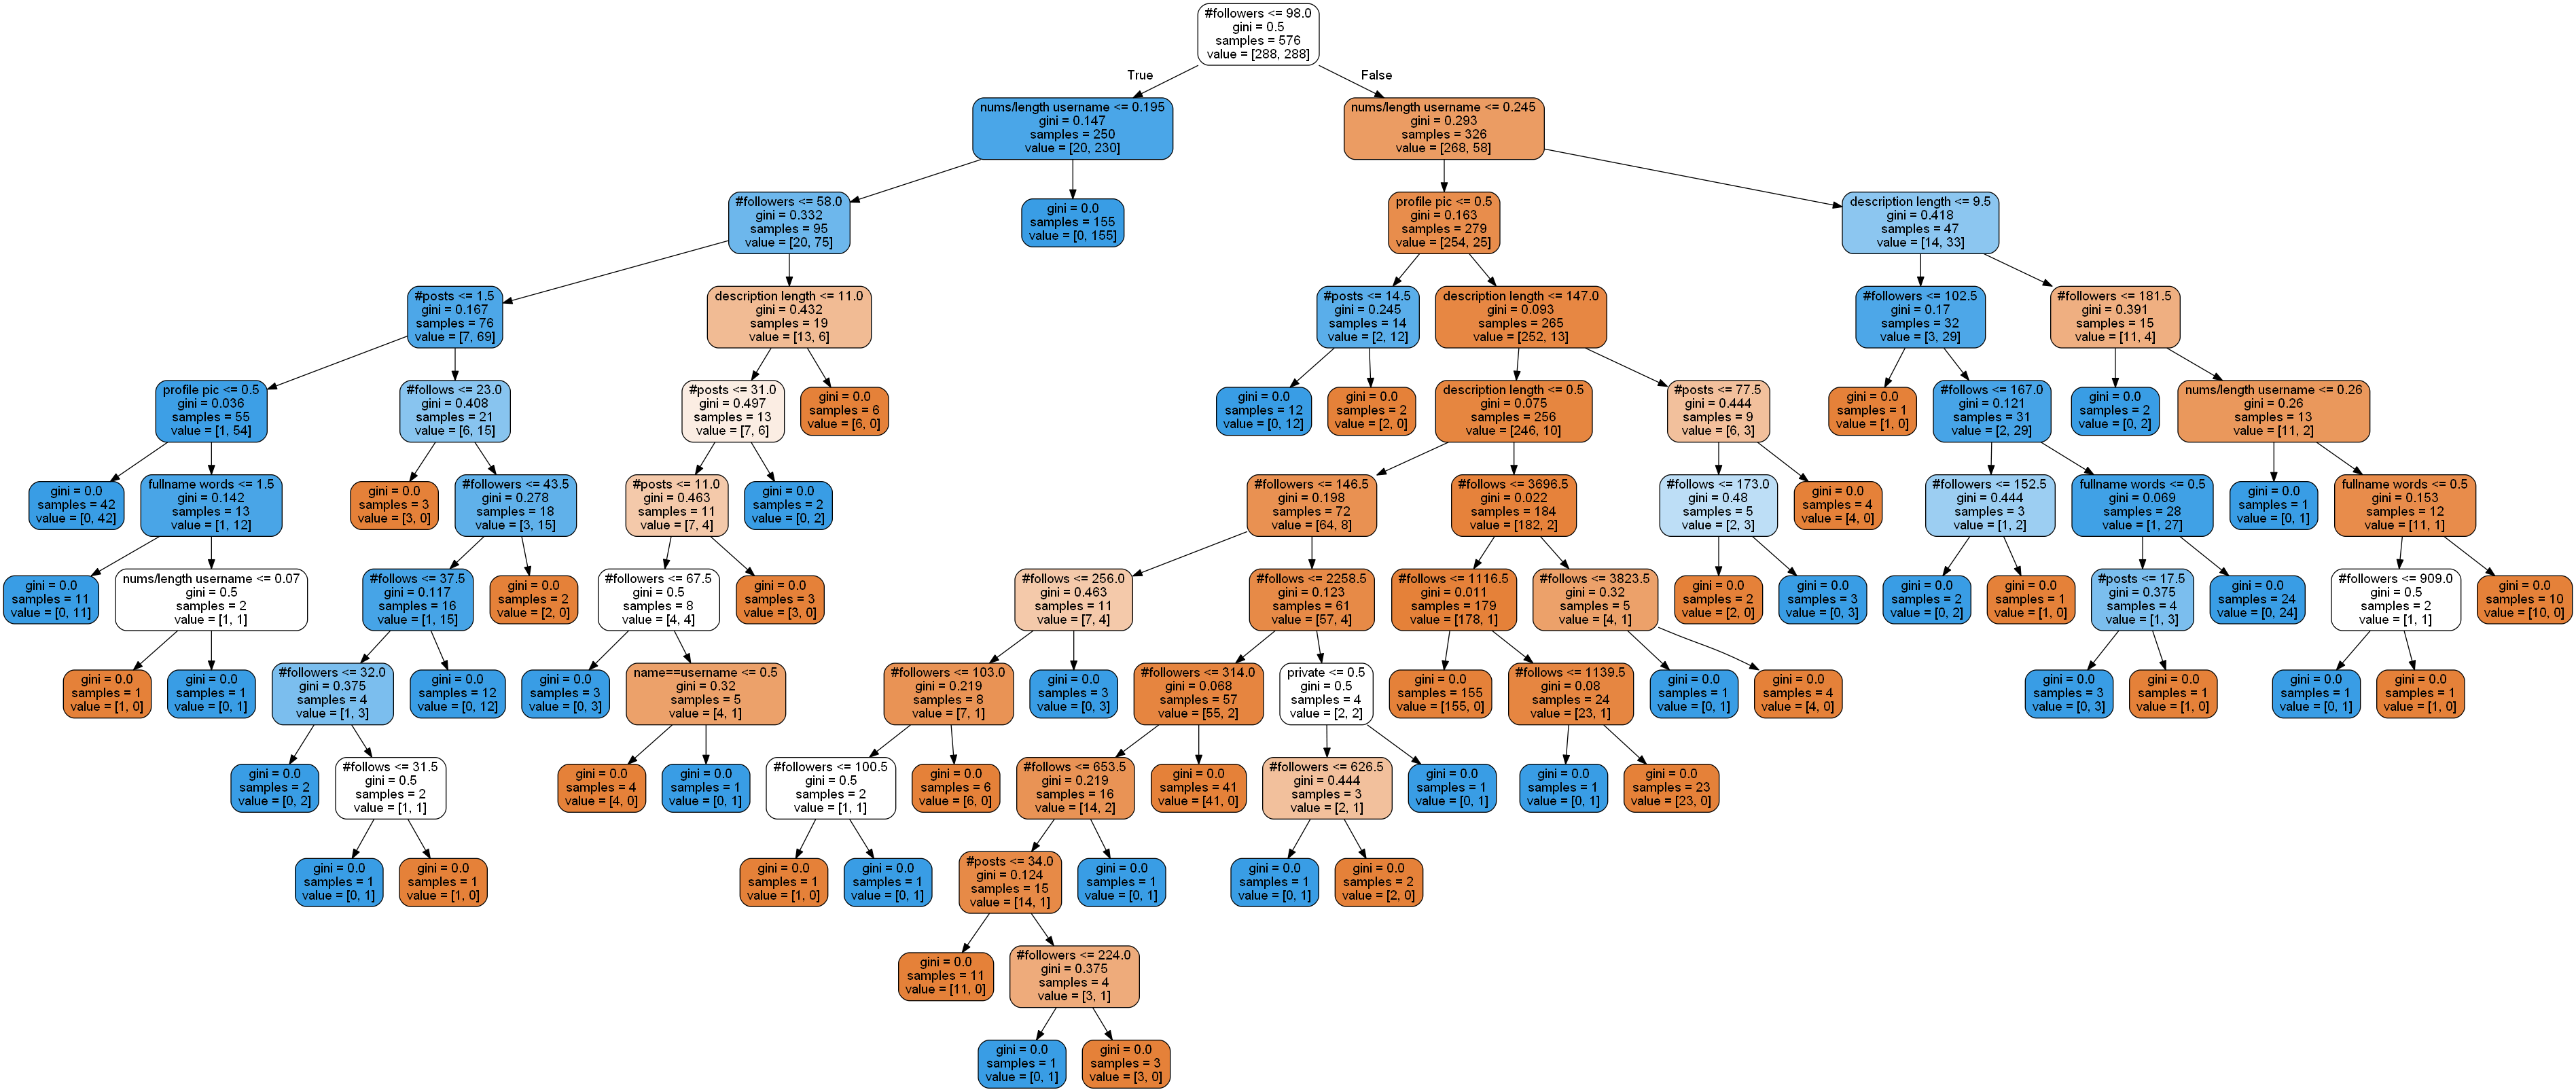 #followers <= 98.0
gini = 0.5
samples = 576
value = [288, 288]
True
False
nums/length username <= 0.195
gini = 0.147
samples = 250
value = [20, 230]
nums/length username <= 0.245
gini = 0.293
samples = 326
value = [268, 58]
#followers <= 58.0
gini = 0.332
samples = 95
value = [20, 75]
gini = 0.0
samples = 155
value = [0, 155]
profile pic <= 0.5
gini = 0.163
samples = 279
value = [254, 25]
description length <= 9.5
gini = 0.418
samples = 47
value = [14, 33]
#posts <= 1.5
gini = 0.167
samples = 76
value = [7, 69]
description length <= 11.0
gini = 0.432
samples = 19
value = [13, 6]
#posts <= 14.5
gini = 0.245
samples = 14
value = [2, 12]
description length <= 147.0
gini = 0.093
samples = 265
value = [252, 13]
#followers <= 102.5
gini = 0.17
samples = 32
value = [3, 29]
#followers <= 181.5
gini = 0.391
samples = 15
value = [11, 4]
profile pic <= 0.5
gini = 0.036
samples = 55
value = [1, 54]
#follows <= 23.0
gini = 0.408
samples = 21
value = [6, 15]
#posts <= 31.0
gini = 0.497
samples = 13
value = [7, 6]
gini = 0.0
samples = 6
value = [6, 0]
gini = 0.0
samples = 12
value = [0, 12]
gini = 0.0
samples = 2
value = [2, 0]
description length <= 0.5
gini = 0.075
samples = 256
value = [246, 10]
#posts <= 77.5
gini = 0.444
samples = 9
value = [6, 3]
gini = 0.0
samples = 1
value = [1, 0]
#follows <= 167.0
gini = 0.121
samples = 31
value = [2, 29]
gini = 0.0
samples = 2
value = [0, 2]
nums/length username <= 0.26
gini = 0.26
samples = 13
value = [11, 2]
gini = 0.0
samples = 42
value = [0, 42]
fullname words <= 1.5
gini = 0.142
samples = 13
value = [1, 12]
gini = 0.0
samples = 3
value = [3, 0]
#followers <= 43.5
gini = 0.278
samples = 18
value = [3, 15]
#posts <= 11.0
gini = 0.463
samples = 11
value = [7, 4]
gini = 0.0
samples = 2
value = [0, 2]
#followers <= 146.5
gini = 0.198
samples = 72
value = [64, 8]
#follows <= 3696.5
gini = 0.022
samples = 184
value = [182, 2]
#follows <= 173.0
gini = 0.48
samples = 5
value = [2, 3]
gini = 0.0
samples = 4
value = [4, 0]
#followers <= 152.5
gini = 0.444
samples = 3
value = [1, 2]
fullname words <= 0.5
gini = 0.069
samples = 28
value = [1, 27]
gini = 0.0
samples = 1
value = [0, 1]
fullname words <= 0.5
gini = 0.153
samples = 12
value = [11, 1]
gini = 0.0
samples = 11
value = [0, 11]
nums/length username <= 0.07
gini = 0.5
samples = 2
value = [1, 1]
#follows <= 37.5
gini = 0.117
samples = 16
value = [1, 15]
gini = 0.0
samples = 2
value = [2, 0]
#followers <= 67.5
gini = 0.5
samples = 8
value = [4, 4]
gini = 0.0
samples = 3
value = [3, 0]
#follows <= 256.0
gini = 0.463
samples = 11
value = [7, 4]
#follows <= 2258.5
gini = 0.123
samples = 61
value = [57, 4]
#follows <= 1116.5
gini = 0.011
samples = 179
value = [178, 1]
#follows <= 3823.5
gini = 0.32
samples = 5
value = [4, 1]
gini = 0.0
samples = 2
value = [2, 0]
gini = 0.0
samples = 3
value = [0, 3]
gini = 0.0
samples = 2
value = [0, 2]
gini = 0.0
samples = 1
value = [1, 0]
#posts <= 17.5
gini = 0.375
samples = 4
value = [1, 3]
gini = 0.0
samples = 24
value = [0, 24]
#followers <= 909.0
gini = 0.5
samples = 2
value = [1, 1]
gini = 0.0
samples = 10
value = [10, 0]
gini = 0.0
samples = 1
value = [1, 0]
gini = 0.0
samples = 1
value = [0, 1]
#followers <= 32.0
gini = 0.375
samples = 4
value = [1, 3]
gini = 0.0
samples = 12
value = [0, 12]
gini = 0.0
samples = 3
value = [0, 3]
name==username <= 0.5
gini = 0.32
samples = 5
value = [4, 1]
#followers <= 103.0
gini = 0.219
samples = 8
value = [7, 1]
gini = 0.0
samples = 3
value = [0, 3]
#followers <= 314.0
gini = 0.068
samples = 57
value = [55, 2]
private <= 0.5
gini = 0.5
samples = 4
value = [2, 2]
gini = 0.0
samples = 155
value = [155, 0]
#follows <= 1139.5
gini = 0.08
samples = 24
value = [23, 1]
gini = 0.0
samples = 1
value = [0, 1]
gini = 0.0
samples = 4
value = [4, 0]
gini = 0.0
samples = 3
value = [0, 3]
gini = 0.0
samples = 1
value = [1, 0]
gini = 0.0
samples = 1
value = [0, 1]
gini = 0.0
samples = 1
value = [1, 0]
gini = 0.0
samples = 2
value = [0, 2]
#follows <= 31.5
gini = 0.5
samples = 2
value = [1, 1]
gini = 0.0
samples = 4
value = [4, 0]
gini = 0.0
samples = 1
value = [0, 1]
#followers <= 100.5
gini = 0.5
samples = 2
value = [1, 1]
gini = 0.0
samples = 6
value = [6, 0]
#follows <= 653.5
gini = 0.219
samples = 16
value = [14, 2]
gini = 0.0
samples = 41
value = [41, 0]
#followers <= 626.5
gini = 0.444
samples = 3
value = [2, 1]
gini = 0.0
samples = 1
value = [0, 1]
gini = 0.0
samples = 1
value = [0, 1]
gini = 0.0
samples = 23
value = [23, 0]
gini = 0.0
samples = 1
value = [0, 1]
gini = 0.0
samples = 1
value = [1, 0]
gini = 0.0
samples = 1
value = [1, 0]
gini = 0.0
samples = 1
value = [0, 1]
#posts <= 34.0
gini = 0.124
samples = 15
value = [14, 1]
gini = 0.0
samples = 1
value = [0, 1]
gini = 0.0
samples = 1
value = [0, 1]
gini = 0.0
samples = 2
value = [2, 0]
gini = 0.0
samples = 11
value = [11, 0]
#followers <= 224.0
gini = 0.375
samples = 4
value = [3, 1]
gini = 0.0
samples = 1
value = [0, 1]
gini = 0.0
samples = 3
value = [3, 0]